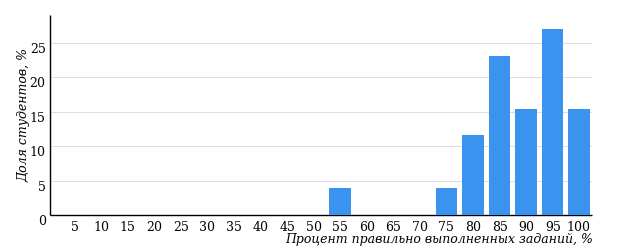 Доля студентов, %
25
20
15
10
5
0
5 10 15 20 25 30 35 40 45 50 55 60 65 70 75 80 85 90 95 100
Процент правильно выполненных заданий, %